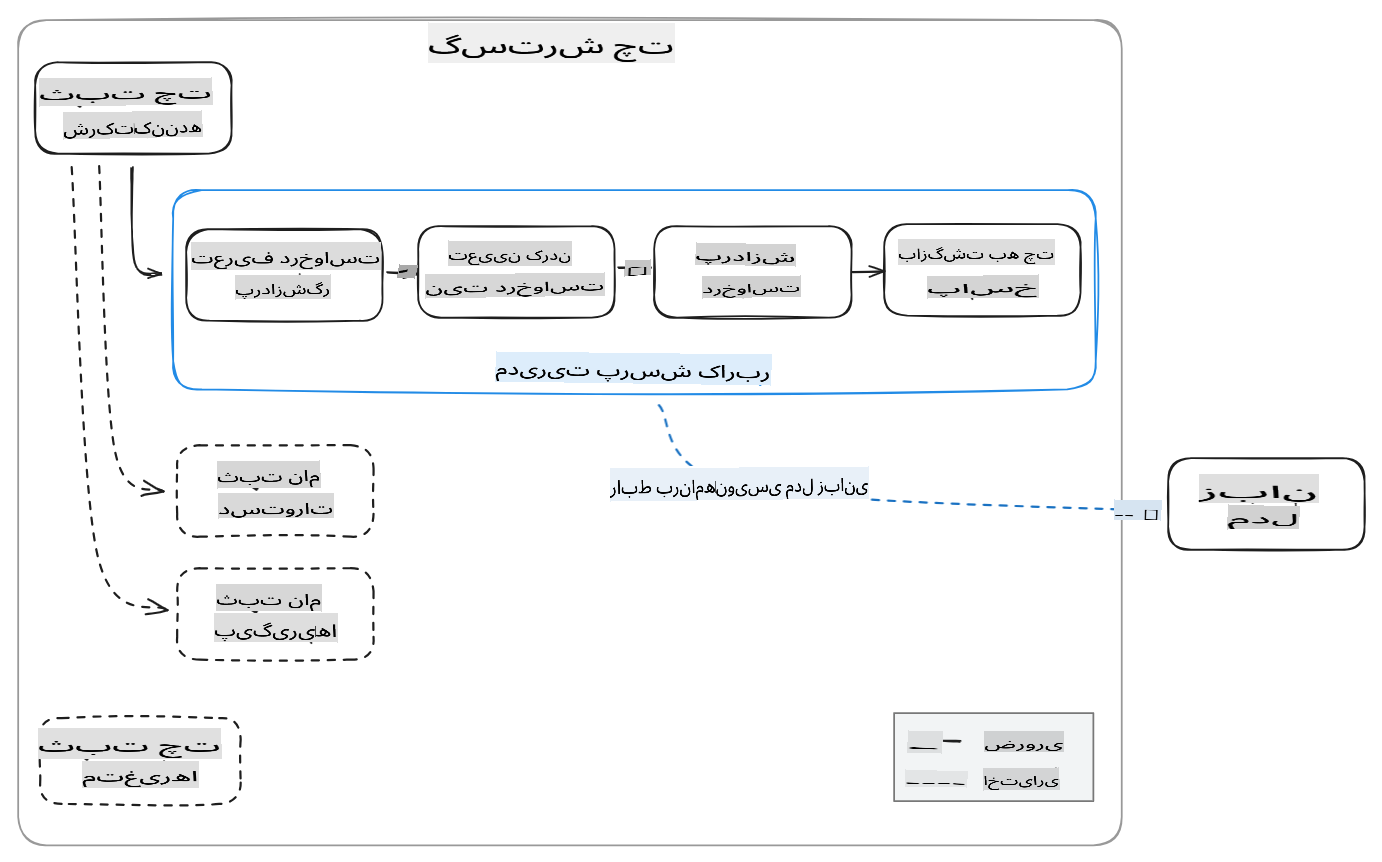 گسترش چت
ثبت چت
شرکت‌کننده
تعریف درخواست
پردازشگر
تعیین کردن
نیت درخواست
پردازش
درخواست
بازگشت به چت
پاسخ
مدیریت پرسش کاربر
رابط برنامه‌نویسی مدل زبانی
زبان
مدل
ثبت نام
دستورات
ثبت نام
پیگیری‌ها
ثبت چت
متغیرها
ضروری
اختیاری